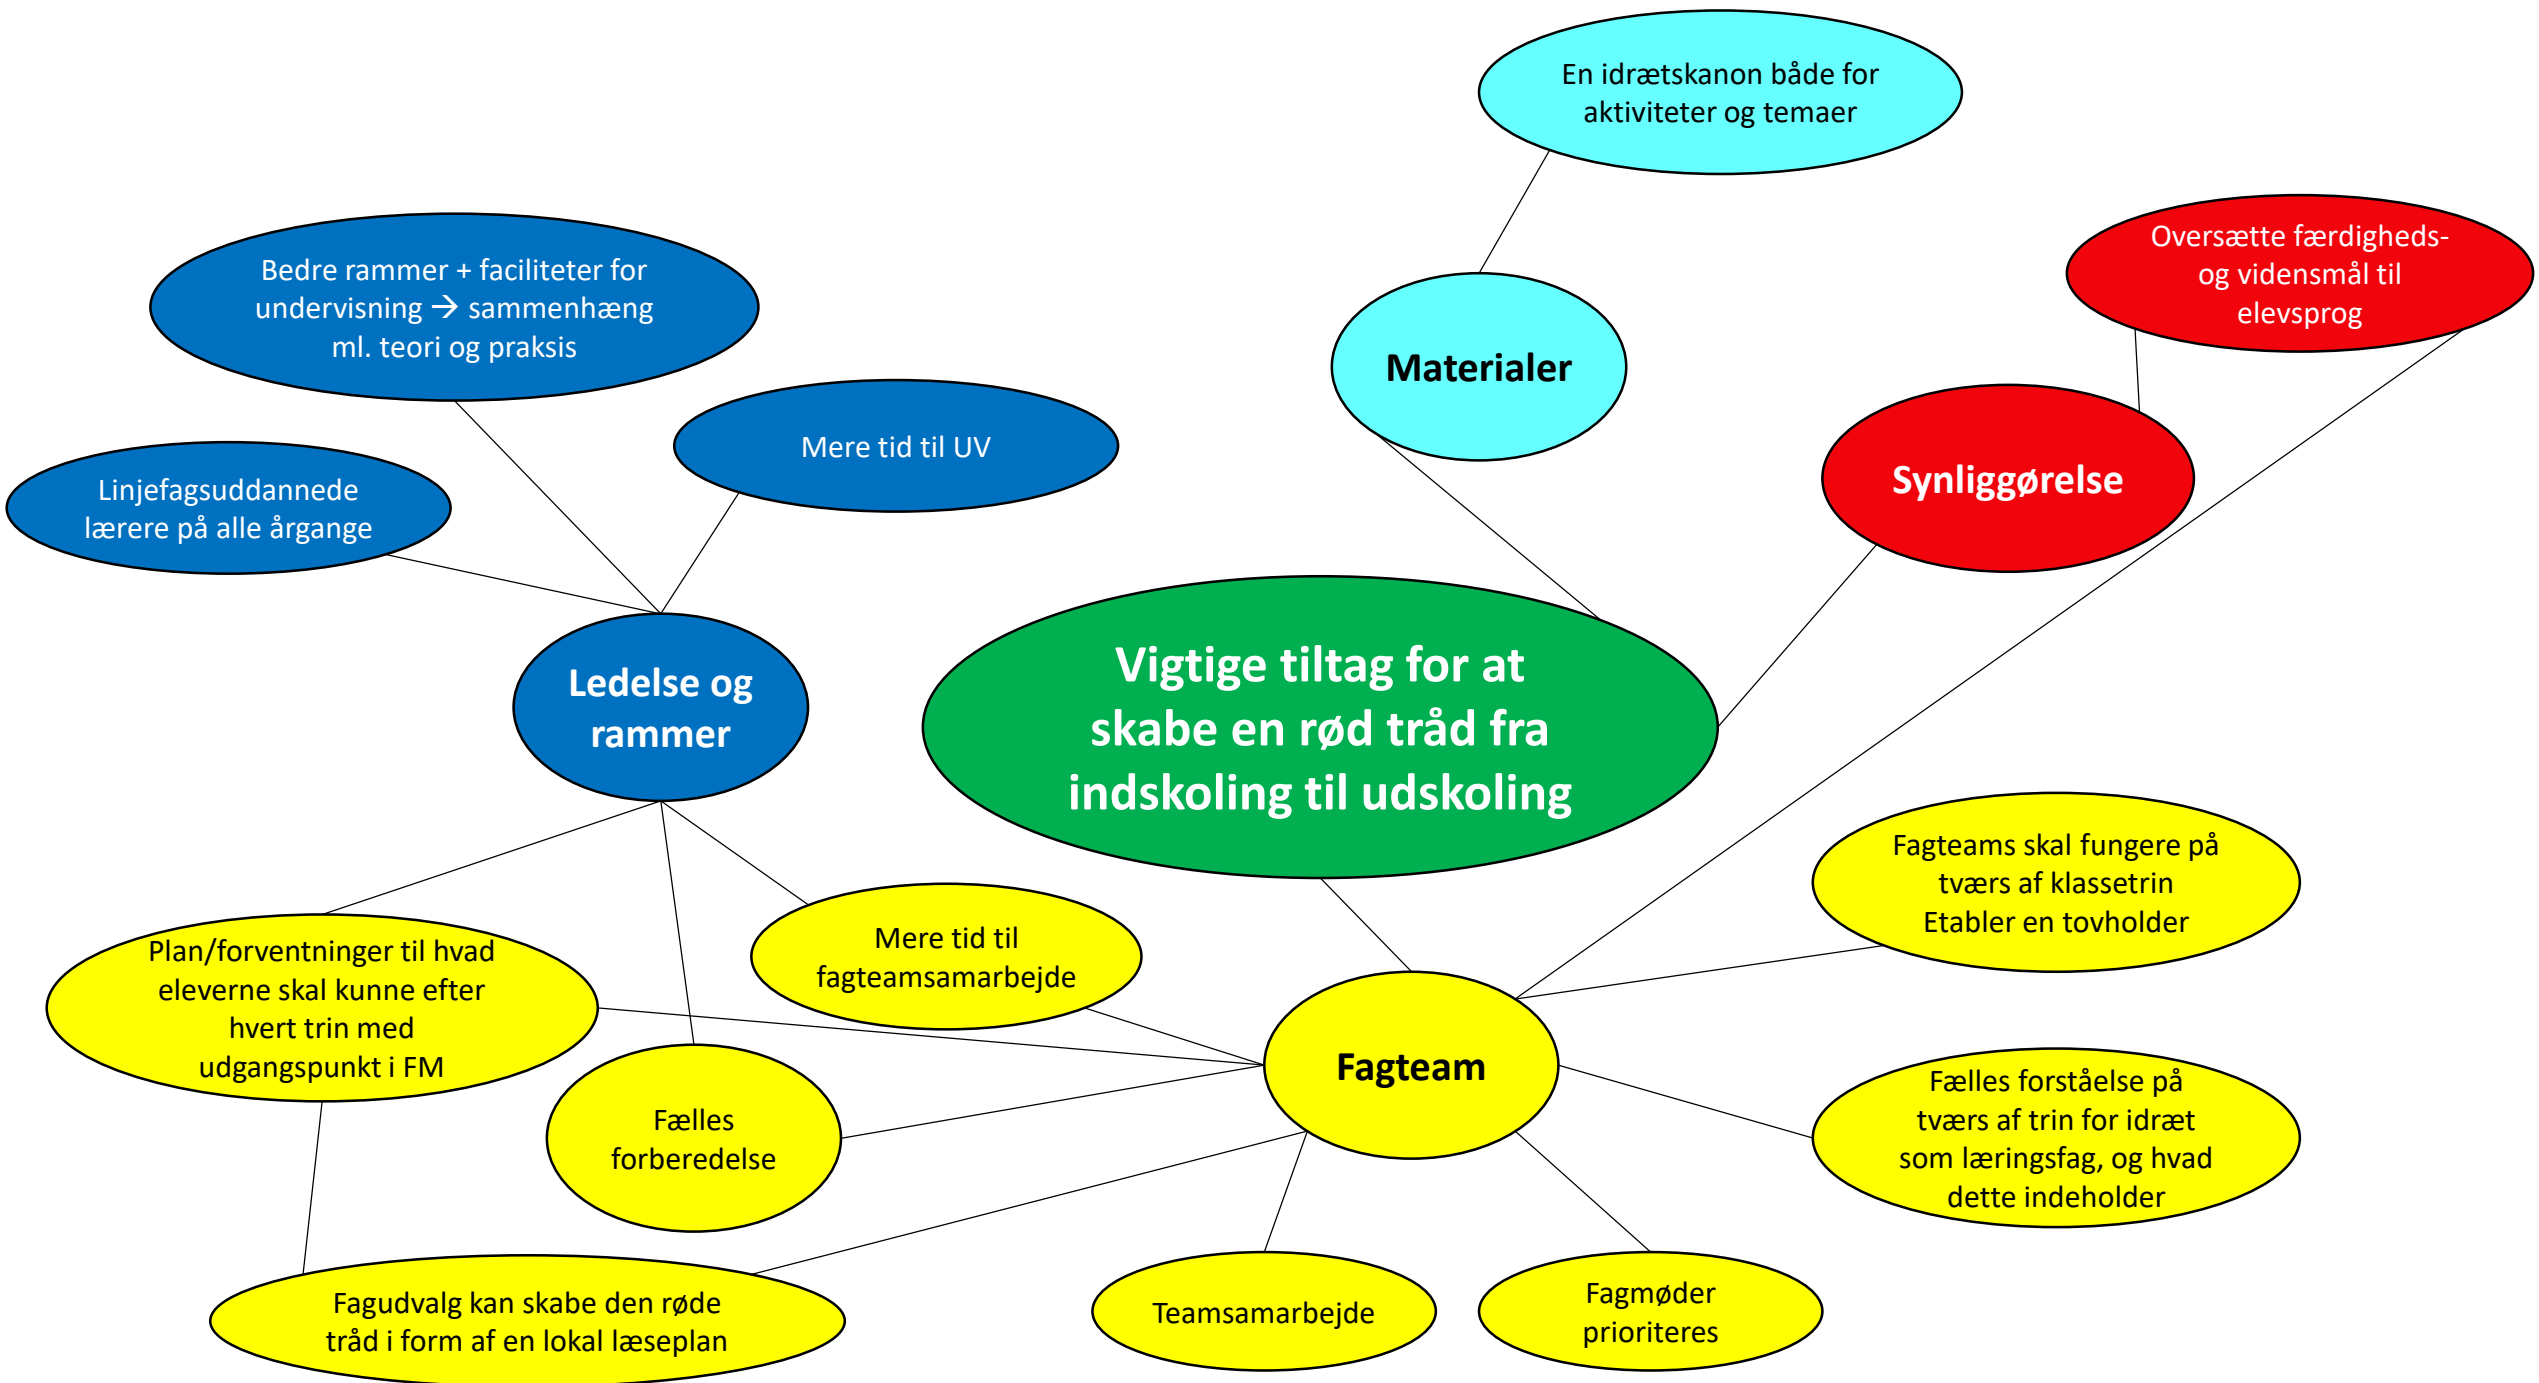 En idrætskanon både for
aktiviteter og temaer
Oversætte færdigheds-
og vidensmål til
elevsprog
Bedre rammer + faciliteter for
undervisning → sammenhæng
ml. teori og praksis
Materialer
Mere tid til UV
Synliggørelse
Linjefagsuddannede
lærere på alle årgange
Vigtige tiltag for at
skabe en rød tråd fra
indskoling til udskoling
Ledelse og
rammer
Fagteams skal fungere på
tværs af klassetrin
Etabler en tovholder
Mere tid til
fagteamsamarbejde
Plan/forventninger til hvad
eleverne skal kunne efter
hvert trin med
udgangspunkt i FM
Fagteam
Fælles
forberedelse
Fælles forståelse på
tværs af trin for idræt
som læringsfag, og hvad
dette indeholder
Fagudvalg kan skabe den røde
tråd i form af en lokal læseplan
Teamsamarbejde
Fagmøder
prioriteres